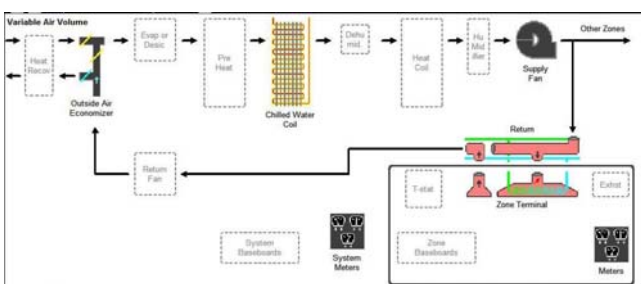 Variable Air Volume
Other Zones
Heat
Recov
Outside Air
Economizer
Evap or
Desic
Pre
Heat
Chilled Water
Coil
Dehu
mid.
Heat
Coil
Hu
Mid
ifier
Supply
Fan
Return
Return
Fan
T-stat
Zone Terminal
Exhst
System
Baseboards
System
Meters
Zone
Baseboards
Meters